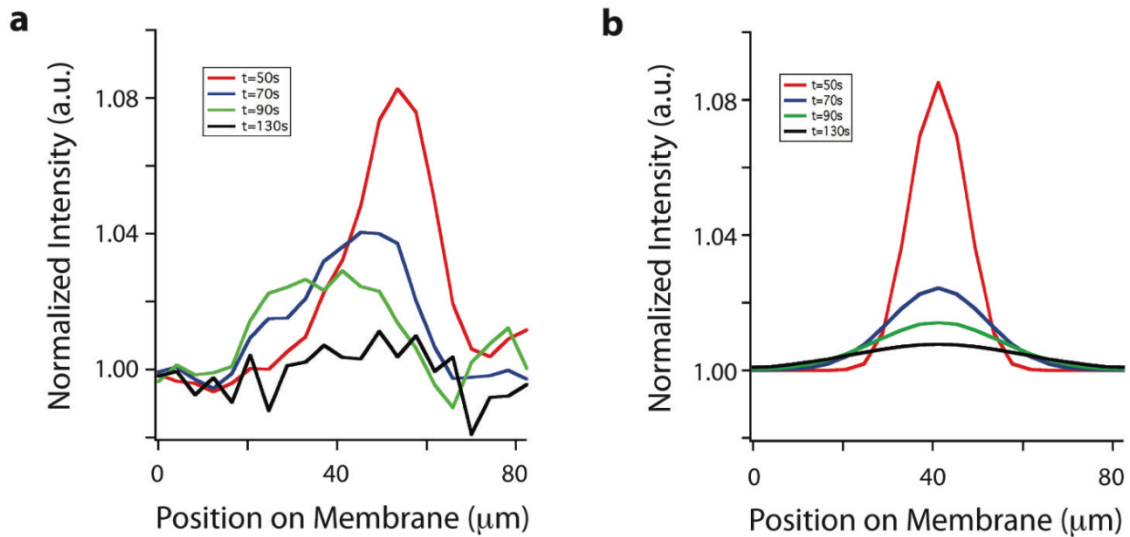 a
Normalized Intensity (a.u.)
1.08
1.04
1.00
t=50s
t=70s
t=90s
t=130s
0
40
80
Position on Membrane (μm)
b
Normalized Intensity (a.u.)
1.08
1.04
1.00
t=50s
t=70s
t=90s
t=130s
0
40
80
Position on Membrane (μm)